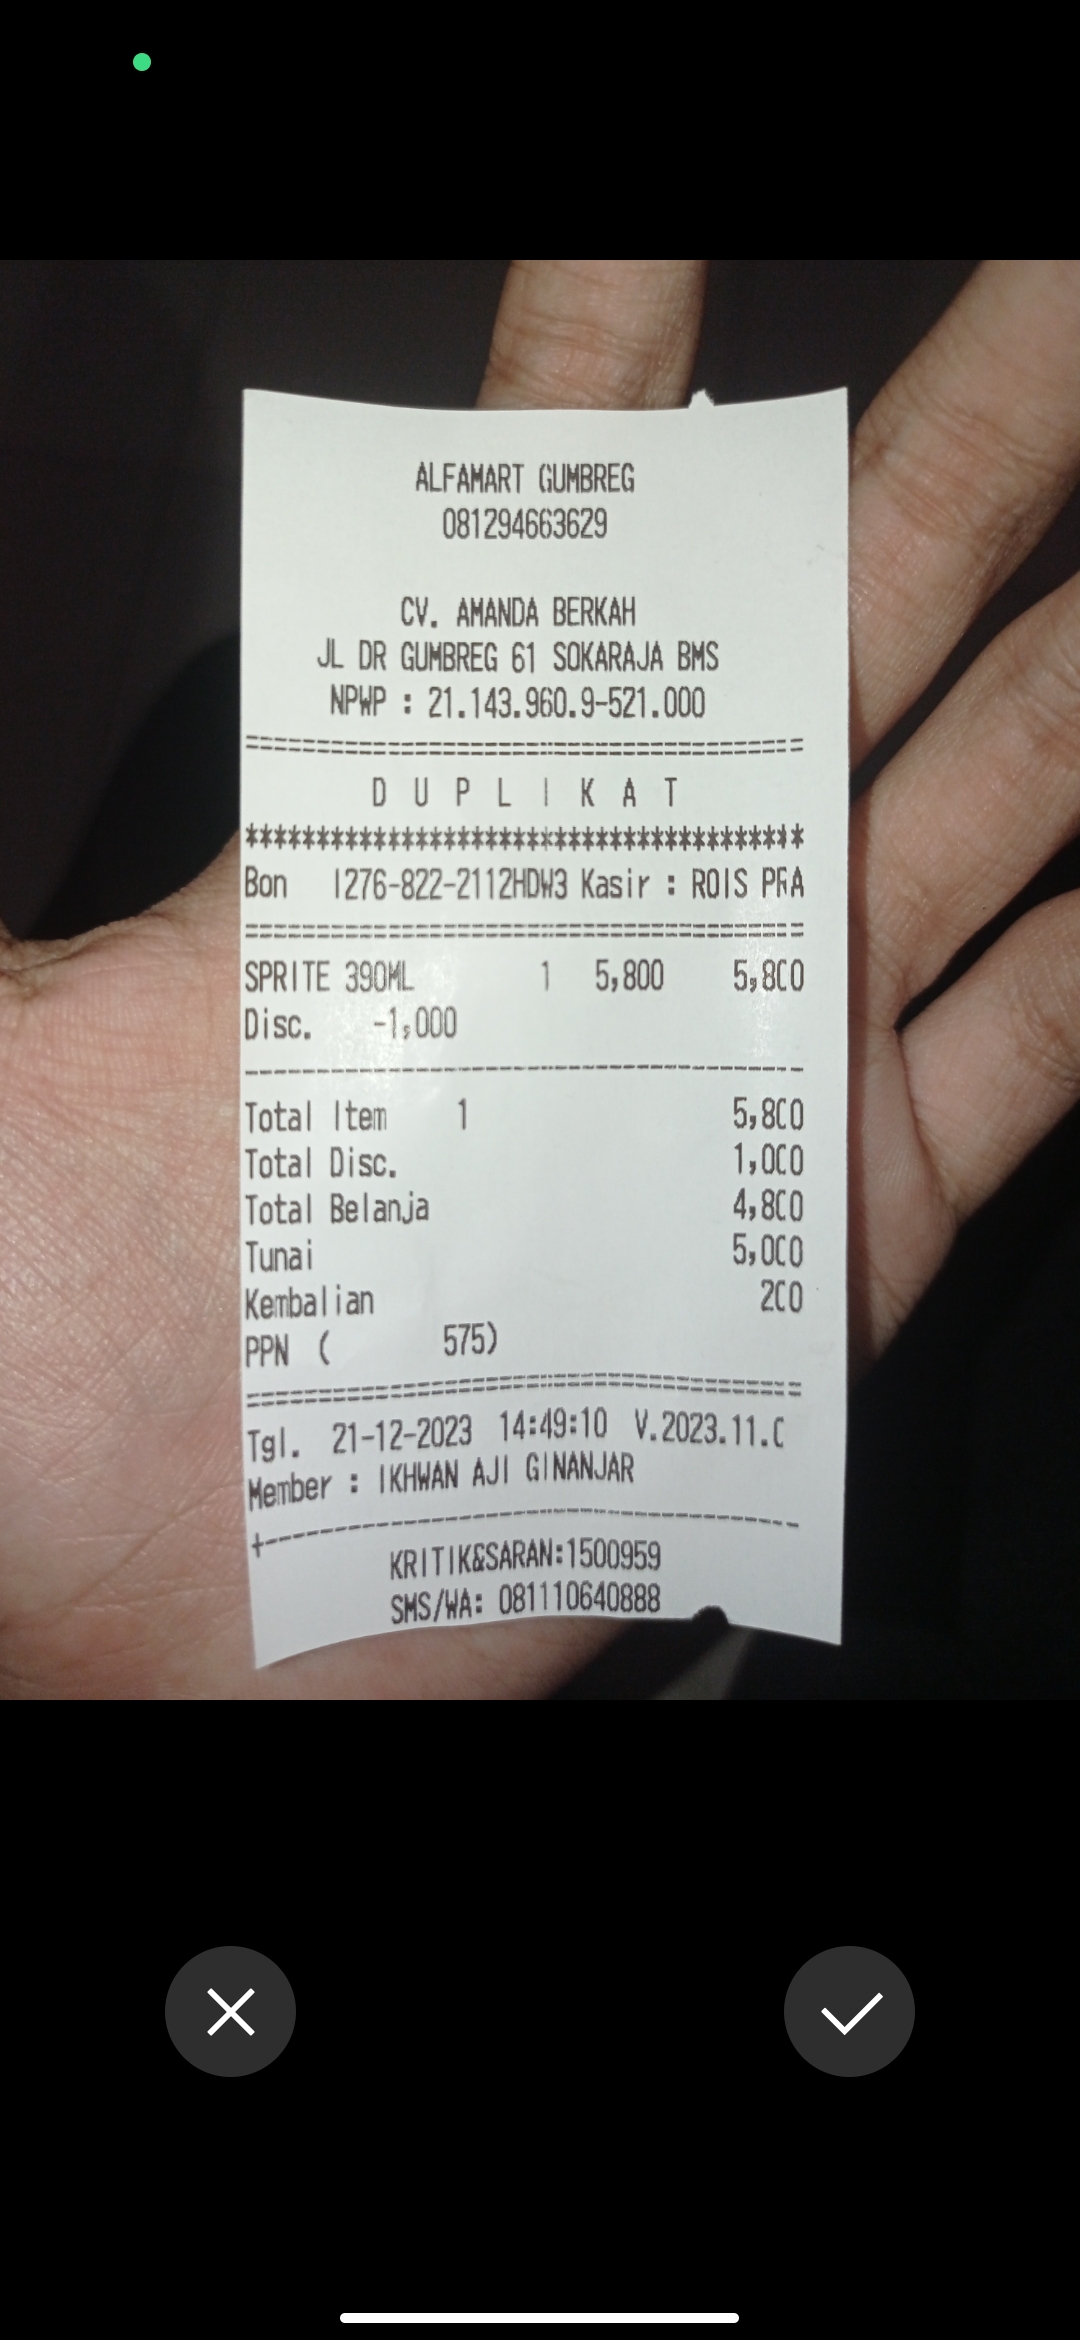 ALFAMART GUMBREG
081294663629
CV. AMANDA BERKAH
JL DR GUMBREG 61 SOKARAJA BMS
NPWP : 21.143.960.9-521.000
===================================
D U P L I K A T
***************************************
Bon 1276-822-2112HDW3 Kasir : ROIS PRA
===================================
SPRITE 390ML 1 5,800 5,800
Disc. -1,000
---------------------------------------
Total Item 1 5,800
Total Disc. 1,000
Total Belanja 4,800
Tunai 5,000
Kembalian 200
PPN ( 575)
===================================
Tgl. 21-12-2023 14:49:10 V.2023.11.0
Member : IKHWAN AJI GINANJAR
+--------------------------------------
KRITIK&SARAN:1500959
SMS/WA: 081110640888